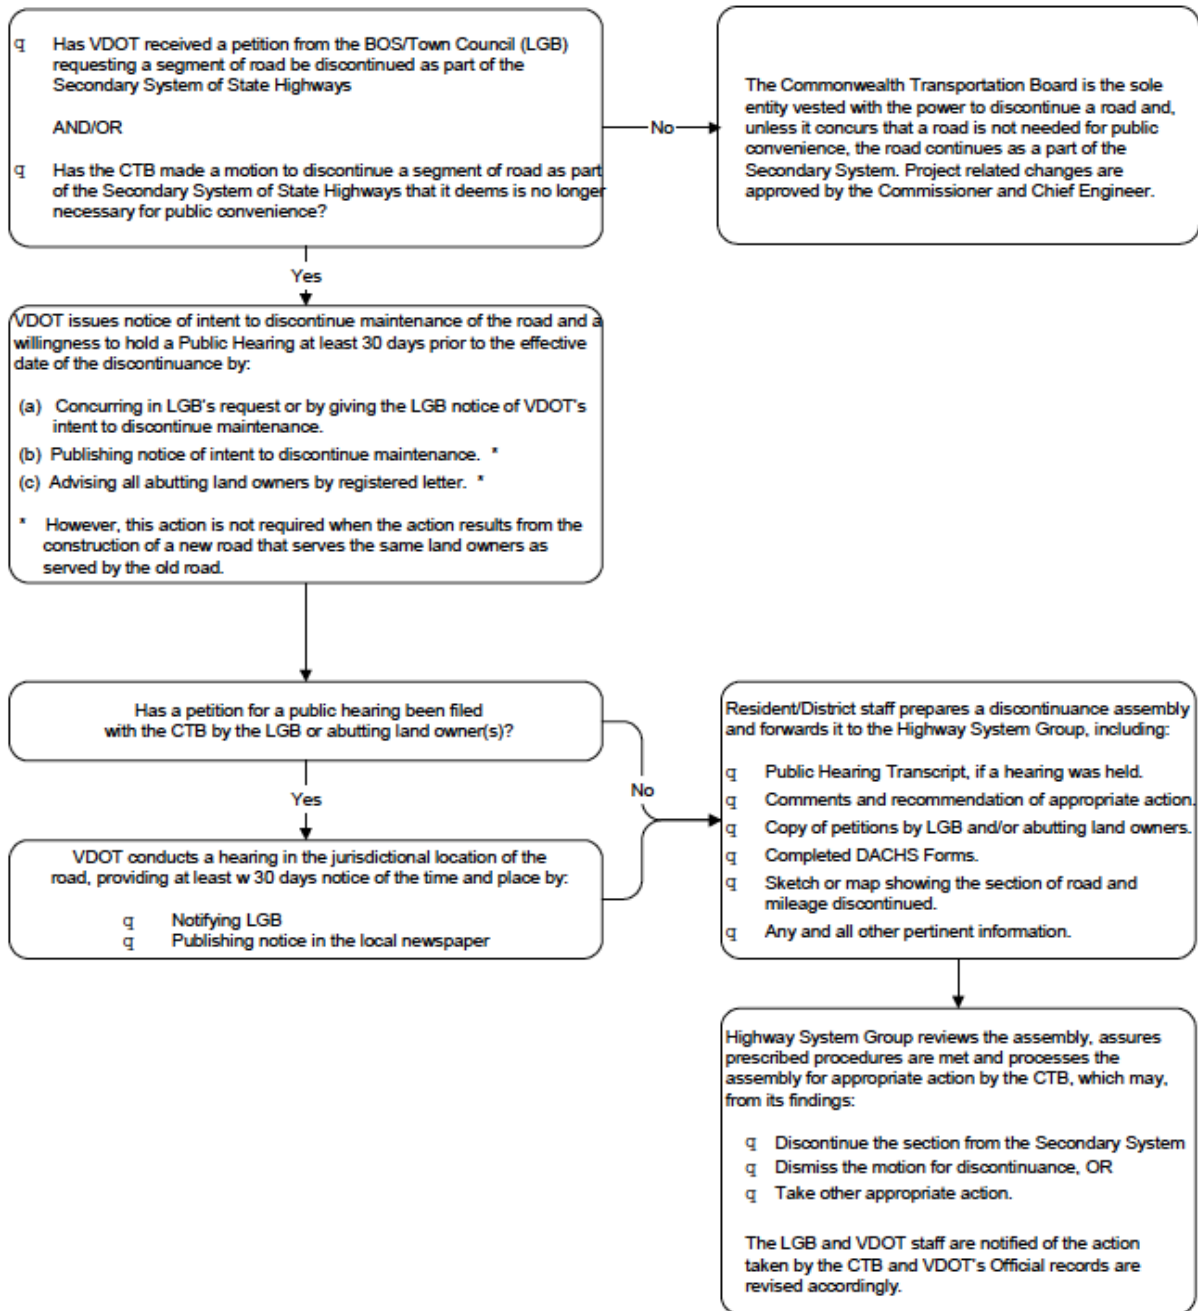 q Has VDOT received a petition from the BOS/Town Council (LGB)
requesting a segment of road be discontinued as part of the
Secondary System of State Highways
AND/OR
q Has the CTB made a motion to discontinue a segment of road as part
of the Secondary System of State Highways that it deems is no longer
necessary for public convenience?
No
The Commonwealth Transportation Board is the sole
entity vested with the power to discontinue a road and,
unless it concurs that a road is not needed for public
convenience, the road continues as a part of the
Secondary System. Project related changes are
approved by the Commissioner and Chief Engineer.
Yes
VDOT issues notice of intent to discontinue maintenance of the road and a
willingness to hold a Public Hearing at least 30 days prior to the effective
date of the discontinuance by:
(a) Concurring in LGB's request or by giving the LGB notice of VDOT's
intent to discontinue maintenance.
(b) Publishing notice of intent to discontinue maintenance. *
(c) Advising all abutting land owners by registered letter. *
* However, this action is not required when the action results from the
construction of a new road that serves the same land owners as
served by the old road.
Has a petition for a public hearing been filed
with the CTB by the LGB or abutting land owner(s)?
Yes
No
VDOT conducts a hearing in the jurisdictional location of the
road, providing at least w 30 days notice of the time and place by:
q Notifying LGB
q Publishing notice in the local newspaper
Resident/District staff prepares a discontinuance assembly
and forwards it to the Highway System Group, including:
q Public Hearing Transcript, if a hearing was held.
q Comments and recommendation of appropriate action.
q Copy of petitions by LGB and/or abutting land owners.
q Completed DACHS Forms.
q Sketch or map showing the section of road and
mileage discontinued.
q Any and all other pertinent information.
Highway System Group reviews the assembly, assures
prescribed procedures are met and processes the
assembly for appropriate action by the CTB, which may,
from its findings:
q Discontinue the section from the Secondary System
q Dismiss the motion for discontinuance, OR
q Take other appropriate action.
The LGB and VDOT staff are notified of the action
taken by the CTB and VDOT's Official records are
revised accordingly.